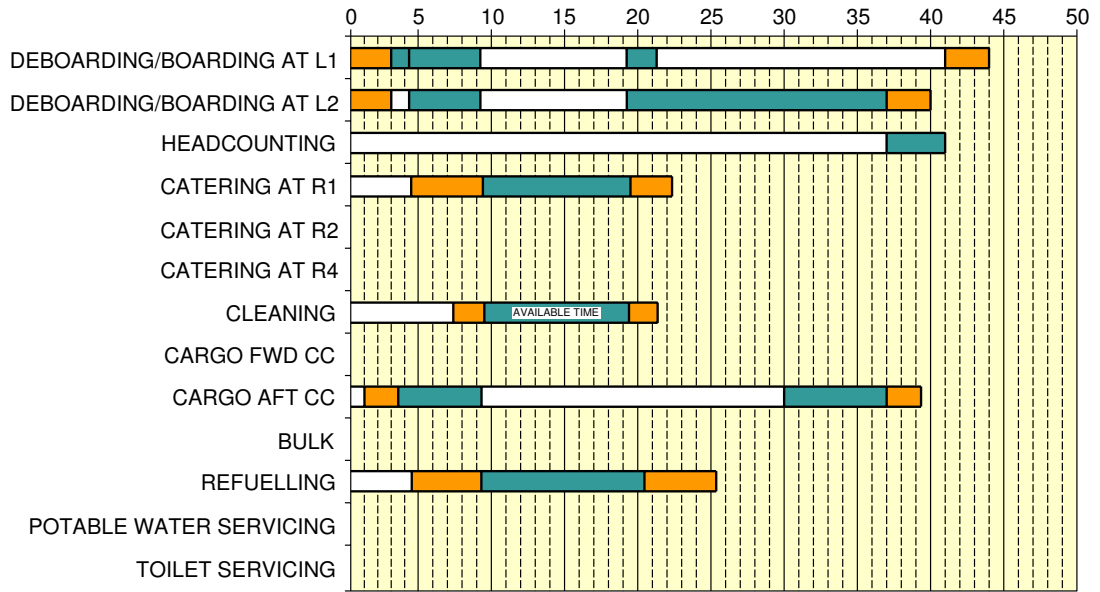 0 5 10 15 20 25 30 35 40 45 50
DEBOARDING/BOARDING AT L1
DEBOARDING/BOARDING AT L2
HEADCOUNTING
CATERING AT R1
CATERING AT R2
CATERING AT R4
CLEANING
AVAILABLE TIME
CARGO FWD CC
CARGO AFT CC
BULK
REFUELLING
POTABLE WATER SERVICING
TOILET SERVICING